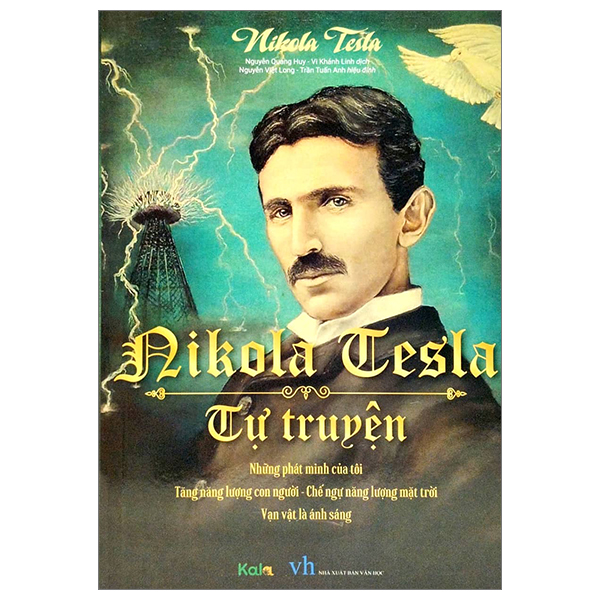 Nikola Tesla
Nguyễn Quang Huy - Vi Khánh Linh dịch
Nguyễn Việt Long - Trần Tuấn Anh hiệu đính
Nikola Tesla
Tự truyện
Những phát minh của tôi
Tăng năng lượng con người - Chế ngự năng lượng mặt trời
Vạn vật là ánh sáng
Kala
vh NHÀ XUẤT BẢN VĂN HỌC